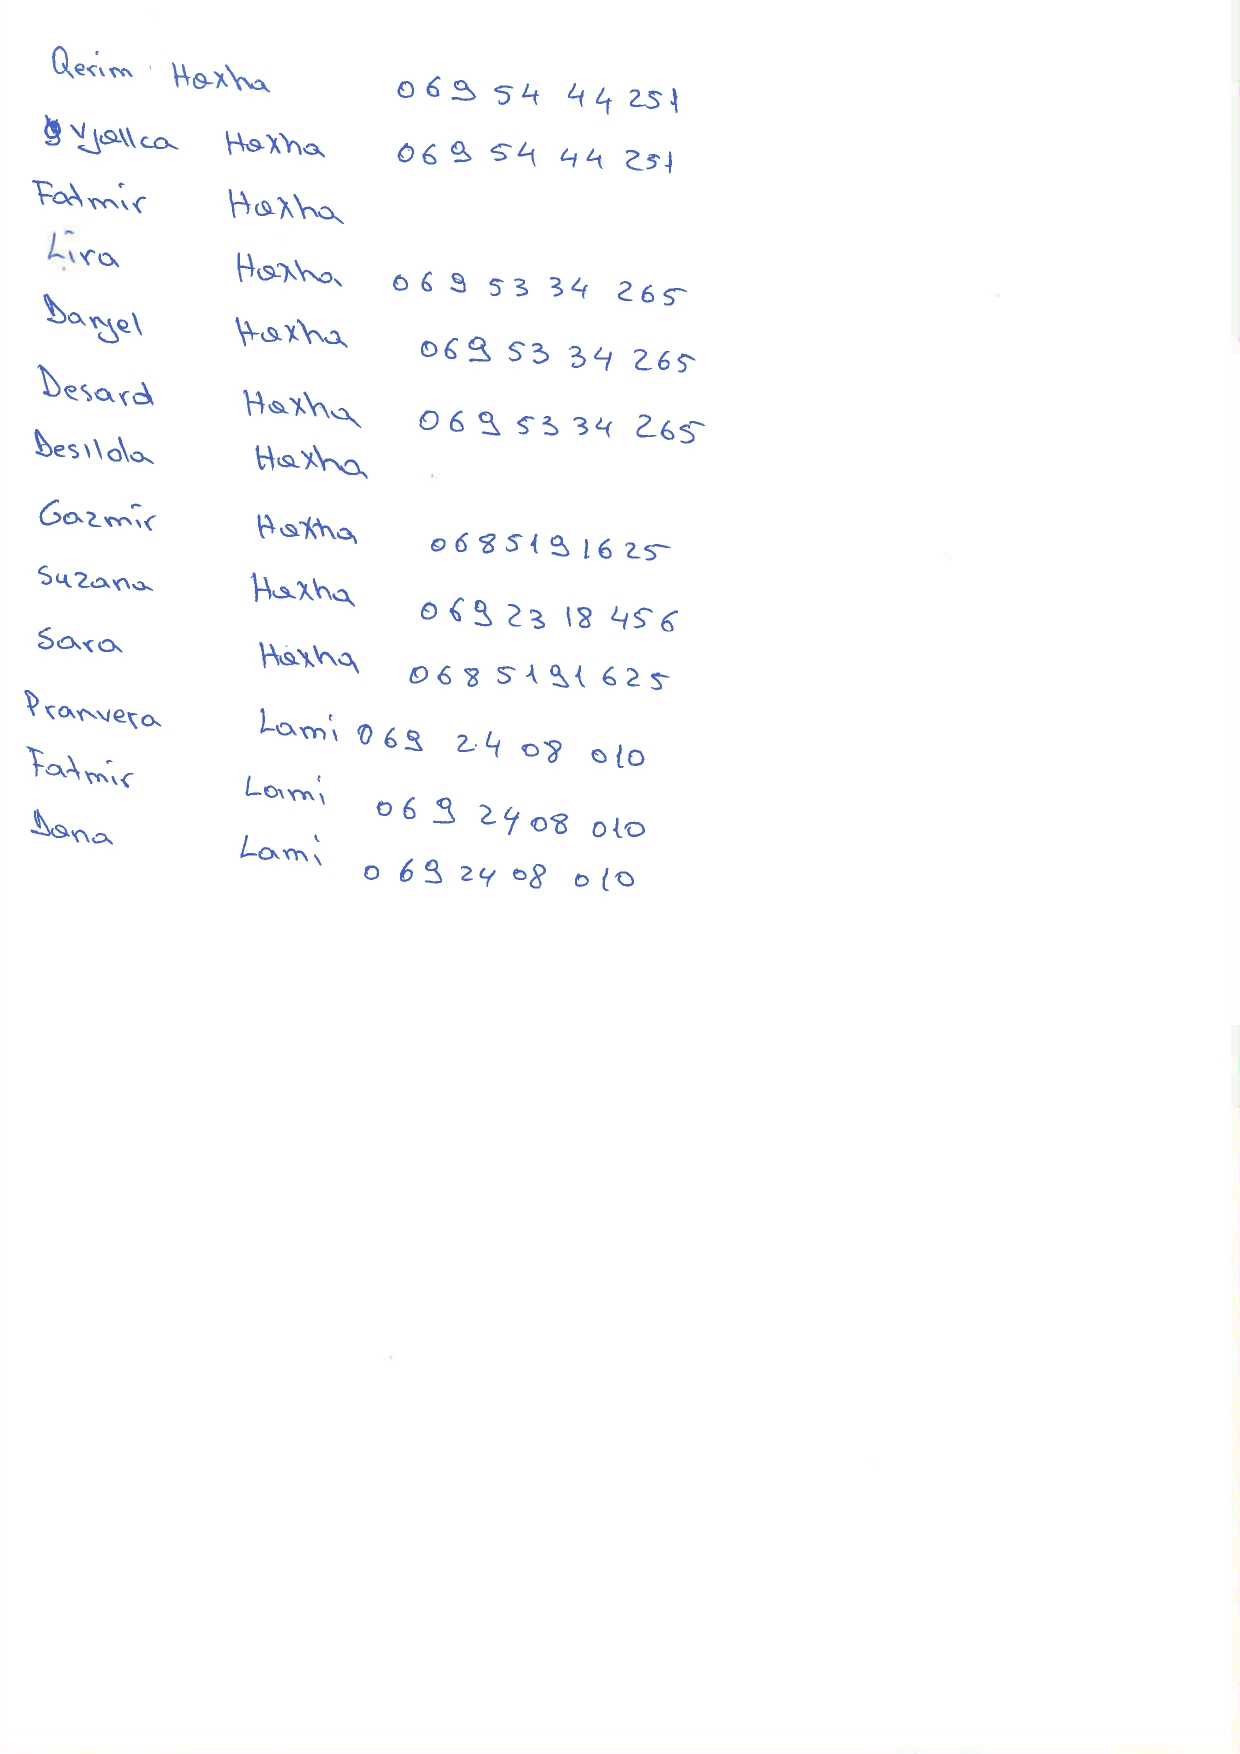 Qerim Hoxha 069 54 44 251
Vjollca Hoxha 069 54 44 251
Fatmir Hoxha
Lira Hoxha 069 53 34 265
Danjel Hoxha 069 53 34 265
Desard Hoxha 069 53 34 265
Desilda Hoxha
Gazmir Hoxha 0685191625
Suzana Hoxha 069 23 18 456
Sara Hoxha 0685191625
Pranvera Lami 069 24 08 010
Fatmir Lami 069 24 08 010
Dona Lami 069 24 08 010